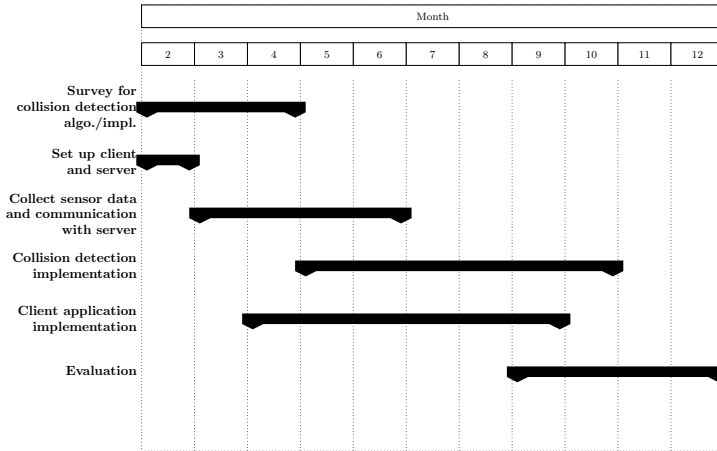 Month
2 3 4 5 6 7 8 9 10 11 12
Survey for
collision detection
algo./impl.
Set up client
and server
Collect sensor data
and communication
with server
Collision detection
implementation
Client application
implementation
Evaluation